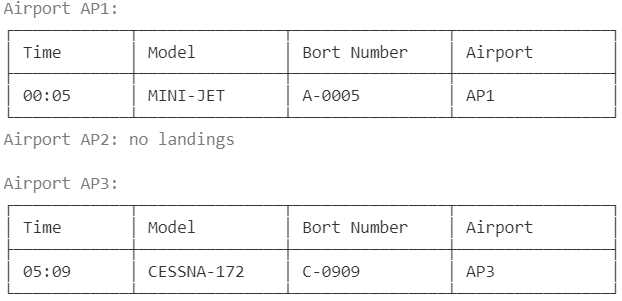 Airport AP1:
Time Model Bort Number Airport
00:05 MINI-JET A-0005 AP1
Airport AP2: no landings
Airport AP3:
Time Model Bort Number Airport
05:09 CESSNA-172 C-0909 AP3